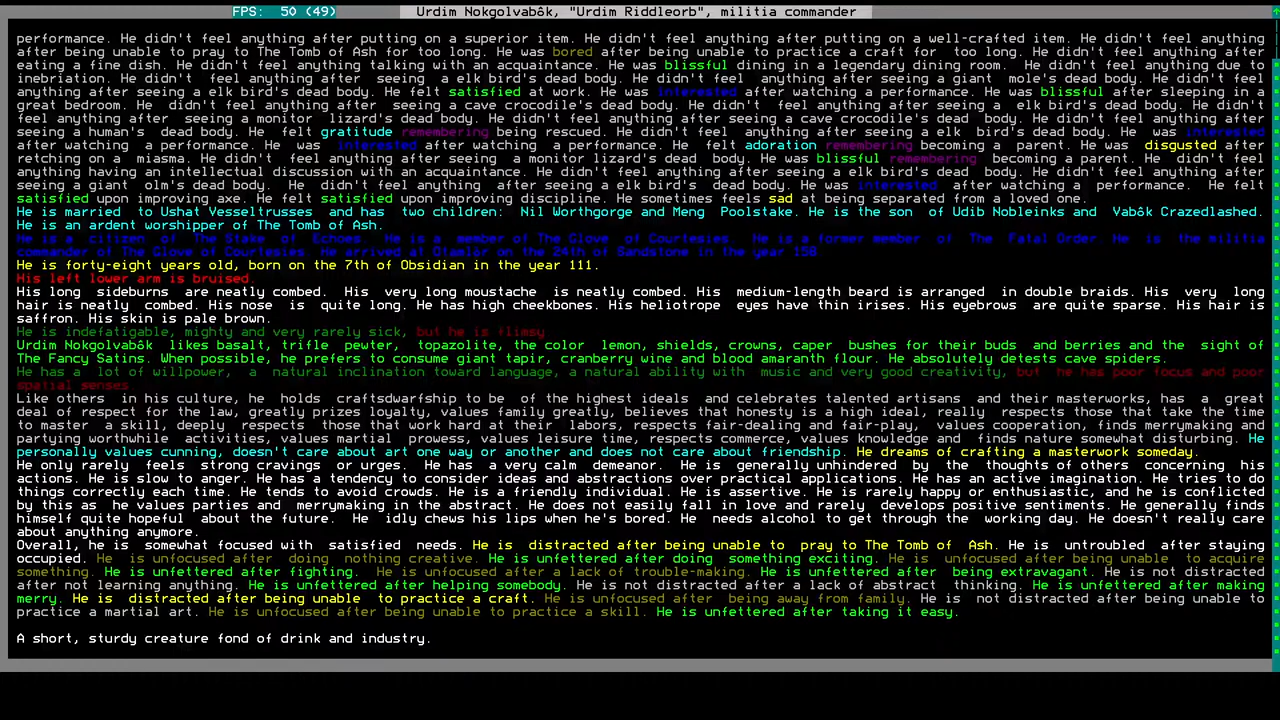 FPS: 50 (49) Urdim Nokgolvabôk, "Urdim Riddleorb", militia commander
performance. He didn't feel anything after putting on a superior item. He didn't feel anything after putting on a well-crafted item. He didn't feel anything
after being unable to pray to The Tomb of Ash for too long. He was bored after being unable to practice a craft for too long. He didn't feel anything after
eating a fine dish. He didn't feel anything talking with an acquaintance. He was blissful dining in a legendary dining room. He didn't feel anything due to
inebriation. He didn't feel anything after seeing a elk bird's dead body. He didn't feel anything after seeing a giant mole's dead body. He didn't feel
anything after seeing a elk bird's dead body. He felt satisfied at work. He was interested after watching a performance. He was blissful after sleeping in a
great bedroom. He didn't feel anything after seeing a cave crocodile's dead body. He didn't feel anything after seeing a elk bird's dead body. He didn't
feel anything after seeing a monitor lizard's dead body. He didn't feel anything after seeing a cave crocodile's dead body. He didn't feel anything after
seeing a human's dead body. He felt gratitude remembering being rescued. He didn't feel anything after seeing a elk bird's dead body. He was interested
after watching a performance. He was interested after watching a performance. He felt adoration remembering becoming a parent. He was disgusted after
retching on a miasma. He didn't feel anything after seeing a monitor lizard's dead body. He was blissful remembering becoming a parent. He didn't feel
anything having an intellectual discussion with an acquaintance. He didn't feel anything after seeing a elk bird's dead body. He didn't feel anything after
seeing a giant olm's dead body. He didn't feel anything after seeing a elk bird's dead body. He was interested after watching a performance. He felt
satisfied upon improving axe. He felt satisfied upon improving discipline. He sometimes feels sad at being separated from a loved one.
He is married to Ushat Vesseltrusses and has two children: Nil Worthgorge and Meng Poolstake. He is the son of Udib Nobleinks and Vabôk Crazedlashed.
He is an ardent worshipper of The Tomb of Ash.
He is a citizen of The Stake of Echoes. He is a member of The Glove of Courtesies. He is a former member of The Fatal Order. He is the militia
commander of The Glove of Courtesies. He arrived at Olamlor on the 24th of Sandstone in the year 158.
He is forty-eight years old, born on the 7th of Obsidian in the year 111.
His left lower arm is bruised.
His long sideburns are neatly combed. His very long moustache is neatly combed. His medium-length beard is arranged in double braids. His very long
hair is neatly combed. His nose is quite long. He has high cheekbones. His heliotrope eyes have thin irises. His eyebrows are quite sparse. His hair is
saffron. His skin is pale brown.
He is indefatigable, mighty and very rarely sick, but he is flimsy.
Urdim Nokgolvabôk likes basalt, trifle pewter, topazolite, the color lemon, shields, crowns, caper bushes for their buds and berries and the sight of
The Fancy Satins. When possible, he prefers to consume giant tapir, cranberry wine and blood amaranth flour. He absolutely detests cave spiders.
He has a lot of willpower, a natural inclination toward language, a natural ability with music and very good creativity, but he has poor focus and poor
spatial senses.
Like others in his culture, he holds craftsdwarfship to be of the highest ideals and celebrates talented artisans and their masterworks, has a great
deal of respect for the law, greatly prizes loyalty, values family greatly, believes that honesty is a high ideal, really respects those that take the time
to master a skill, deeply respects those that work hard at their labors, respects fair-dealing and fair-play, values cooperation, finds merrymaking and
partying worthwhile activities, values martial prowess, values leisure time, respects commerce, values knowledge and finds nature somewhat disturbing. He
personally values cunning, doesn't care about art one way or another and does not care about friendship. He dreams of crafting a masterwork someday.
He only rarely feels strong cravings or urges. He has a very calm demeanor. He is generally unhindered by the thoughts of others concerning his
actions. He is slow to anger. He has a tendency to consider ideas and abstractions over practical applications. He has an active imagination. He tries to do
things correctly each time. He tends to avoid crowds. He is a friendly individual. He is assertive. He is rarely happy or enthusiastic, and he is conflicted
by this as he values parties and merrymaking in the abstract. He does not easily fall in love and rarely develops positive sentiments. He generally finds
himself quite hopeful about the future. He idly chews his lips when he's bored. He needs alcohol to get through the working day. He doesn't really care
about anything anymore.
Overall, he is somewhat focused with satisfied needs. He is distracted after being unable to pray to The Tomb of Ash. He is untroubled after staying
occupied. He is unfocused after doing nothing creative. He is unfettered after doing something exciting. He is unfocused after being unable to acquire
something. He is unfettered after fighting. He is unfocused after a lack of trouble-making. He is unfettered after being extravagant. He is not distracted
after not learning anything. He is unfettered after helping somebody. He is not distracted after a lack of abstract thinking. He is unfettered after making
merry. He is distracted after being unable to practice a craft. He is unfocused after being away from family. He is not distracted after being unable to
practice a martial art. He is unfocused after being unable to practice a skill. He is unfettered after taking it easy.
A short, sturdy creature fond of drink and industry.